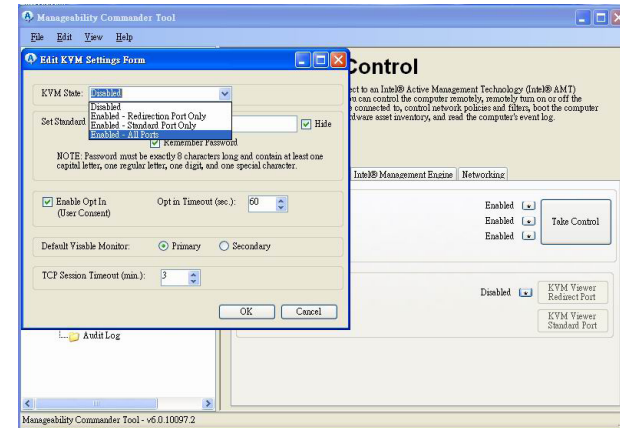 Manageability Commander Tool
File Edit View Help
Edit KVM Settings Form
KVM State: Disabled
Disabled
Enabled - Redirection Port Only
Enabled - Standard Port Only
Enabled - All Ports
Set Standard
Hide
Remember Password
NOTE: Password must be exactly 8 characters long and contain at least one
capital letter, one regular letter, one digit, and one special character.
Enable Opt In
(User Consent)
Opt in Timeout (sec.): 60
Default Visable Monitor: Primary Secondary
TCP Session Timeout (min.): 3
OK Cancel
Control
ect to an Intel® Active Management Technology (Intel® AMT)
ou can control the computer remotely, remotely turn on or off the
connected to, control network policies and filters, boot the computer
rdware asset inventory, and read the computer's event log.
Intel® Management Engine Networking
Enabled
Enabled
Enabled
Take Control
Disabled
KVM Viewer
Redirect Port
KVM Viewer
Standard Port
Audit Log
Manageability Commander Tool - v6.0.10097.2